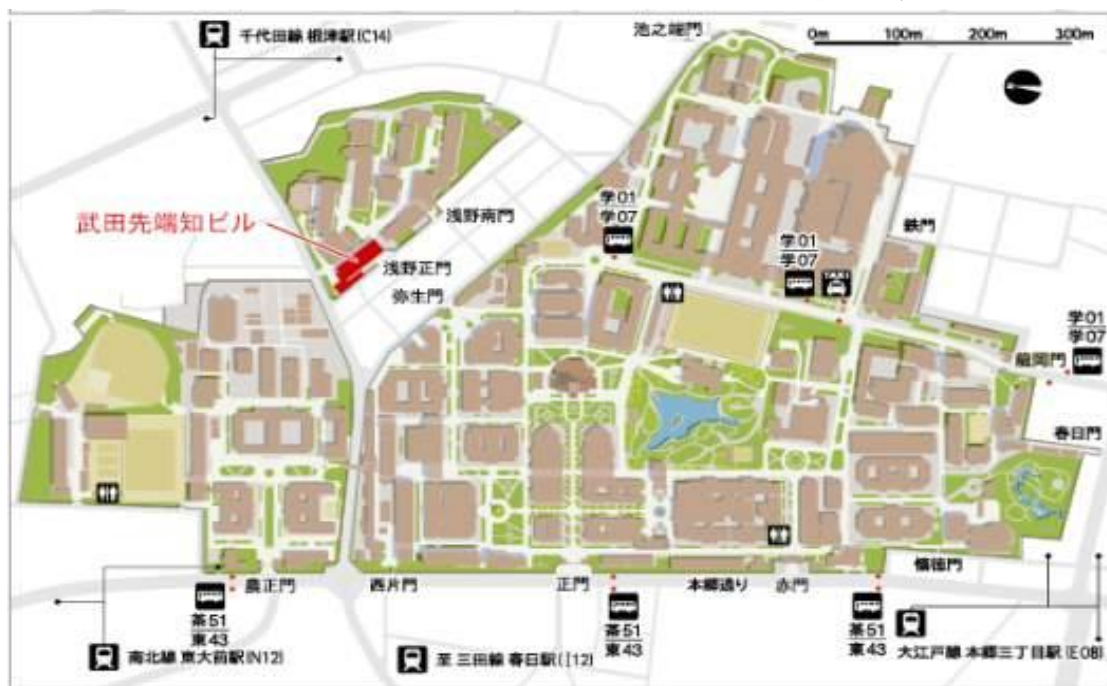 千代田線 根津駅(C14)
池之端門
0m 100m 200m 300m
学01
学07
浅野南門
武田先端知ビル
学01
学07
鉄門
TAXI
浅野正門
弥生門
学01
学07
龍岡門
春日門
懐徳門
農正門
西片門
正門
本郷通り
赤門
茶51
東43
茶51
東43
茶51
東43
南北線 東大前駅(N12)
至 三田線 春日駅(I12)
大江戸線 本郷三丁目駅(E08)